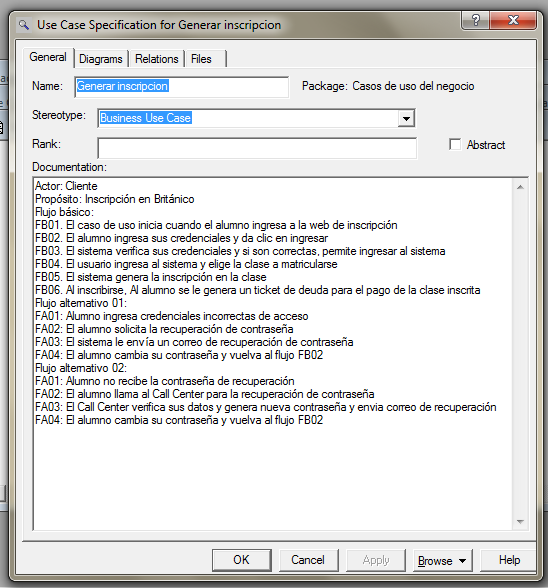 Use Case Specification for Generar inscripcion
General
Diagrams
Relations
Files
Name:
Generar inscripcion
Package:
Casos de uso del negocio
Stereotype:
Business Use Case
Rank:
Abstract
Documentation:
Actor: Cliente
Propósito: Inscripción en Británico
Flujo básico:
FB01. El caso de uso inicia cuando el alumno ingresa a la web de inscripción
FB02. El alumno ingresa sus credenciales y da clic en ingresar
FB03. El sistema verifica sus credenciales y si son correctas, permite ingresar al sistema
FB04. El usuario ingresa al sistema y elige la clase a matricularse
FB05. El sistema genera la inscripción en la clase
FB06. Al inscribirse, Al alumno se le genera un ticket de deuda para el pago de la clase inscrita
Flujo alternativo 01:
FA01: Alumno ingresa credenciales incorrectas de acceso
FA02: El alumno solicita la recuperación de contraseña
FA03: El sistema le envía un correo de recuperación de contraseña
FA04: El alumno cambia su contraseña y vuelva al flujo FB02
Flujo alternativo 02:
FA01: Alumno no recibe la contraseña de recuperación
FA02: El alumno llama al Call Center para la recuperación de contraseña
FA03: El Call Center verifica sus datos y genera nueva contraseña y envia correo de recuperación
FA04: El alumno cambia su contraseña y vuelva al flujo FB02
OK
Cancel
Apply
Browse
Help